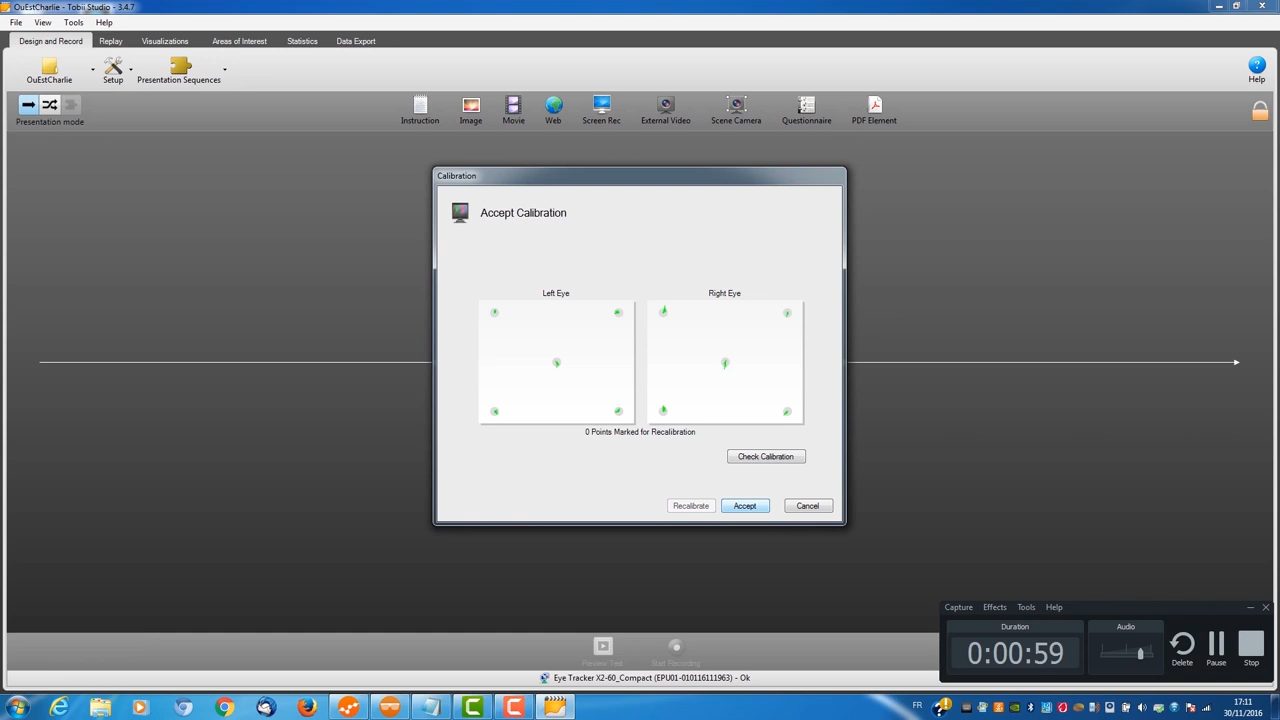 OuEstCharlie - Tobii Studio - 3.4.7
File View Tools Help
Design and Record Replay Visualizations Areas of Interest Statistics Data Export
OuEstCharlie Setup Presentation Sequences Help
Presentation mode Instruction Image Movie Web Screen Rec External Video Scene Camera Questionnaire PDF Element
Calibration
Accept Calibration
Left Eye Right Eye
0 Points Marked for Recalibration
Check Calibration
Recalibrate Accept Cancel
Capture Effects Tools Help
Duration Audio
0:00:59
Delete Pause Stop
Preview Test Start Recording
Eye Tracker X2-60_Compact (EPU01-010116111963) - Ok
FR 17:11
30/11/2016